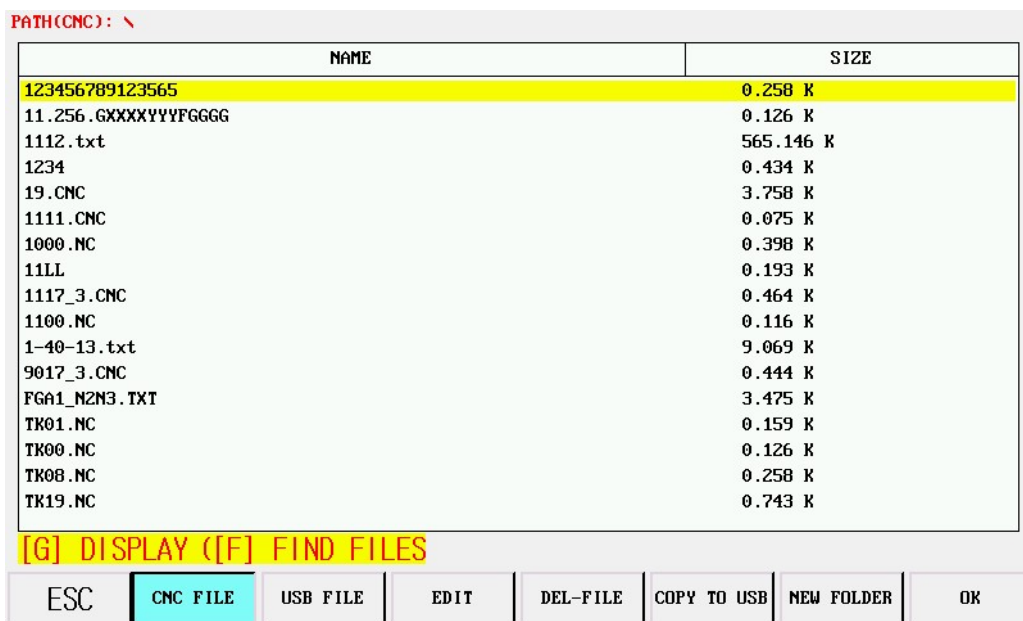 PATH(CNC): \
NAME SIZE
123456789123565 0.258 K
11.256.GXXXXYYYFGGGG 0.126 K
1112.txt 565.146 K
1234 0.434 K
19.CNC 3.758 K
1111.CNC 0.075 K
1000.NC 0.398 K
11LL 0.193 K
1117_3.CNC 0.464 K
1100.NC 0.116 K
1-40-13.txt 9.069 K
9017_3.CNC 0.444 K
FGA1_N2N3.TXT 3.475 K
TK01.NC 0.159 K
TK00.NC 0.126 K
TK08.NC 0.258 K
TK19.NC 0.743 K
[G] DISPLAY ([F] FIND FILES
ESC CNC FILE USB FILE EDIT DEL-FILE COPY TO USB NEW FOLDER OK